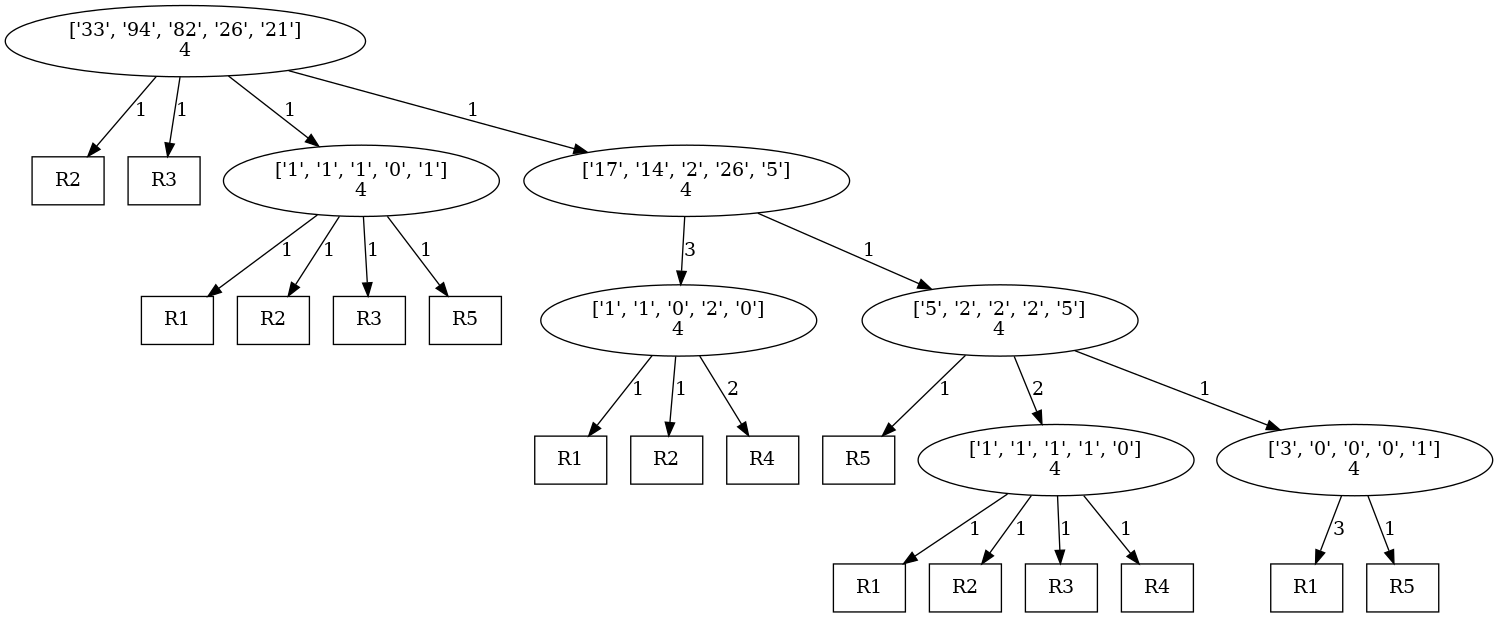 ['33', '94', '82', '26', '21']
4
1
1
1
1
R2
R3
['1', '1', '1', '0', '1']
4
['17', '14', '2', '26', '5']
4
1
1
1
1
3
1
R1
R2
R3
R5
['1', '1', '0', '2', '0']
4
['5', '2', '2', '2', '5']
4
1
1
2
1
2
1
R1
R2
R4
R5
['1', '1', '1', '1', '0']
4
['3', '0', '0', '0', '1']
4
1
1
1
1
3
1
R1
R2
R3
R4
R1
R5